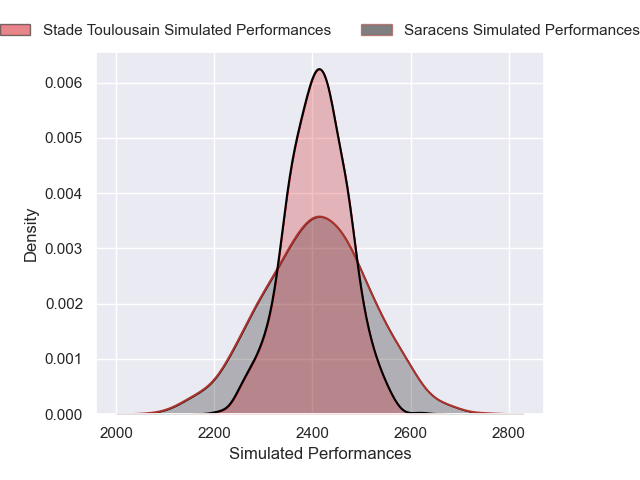 Stade Toulousain Simulated Performances
Saracens Simulated Performances
0.006
0.005
0.004
0.003
0.002
0.001
0.000
Density
2000 2200 2400 2600 2800
Simulated Performances